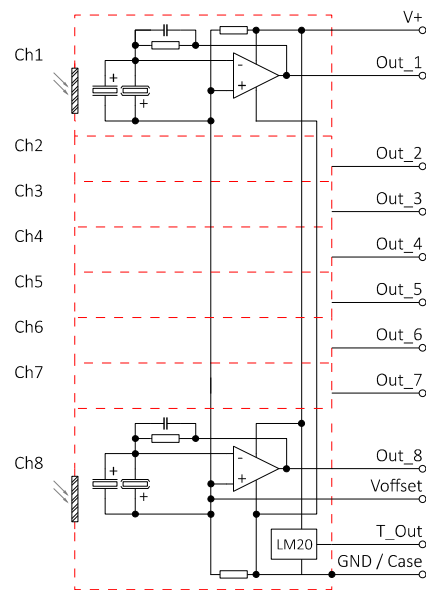 V+
Ch1
Out_1
+
+
-
+
Ch2
Out_2
Ch3
Out_3
Ch4
Out_4
Ch5
Out_5
Ch6
Out_6
Ch7
Out_7
Ch8
Out_8
+
+
-
+
Voffset
T_Out
LM20
GND / Case